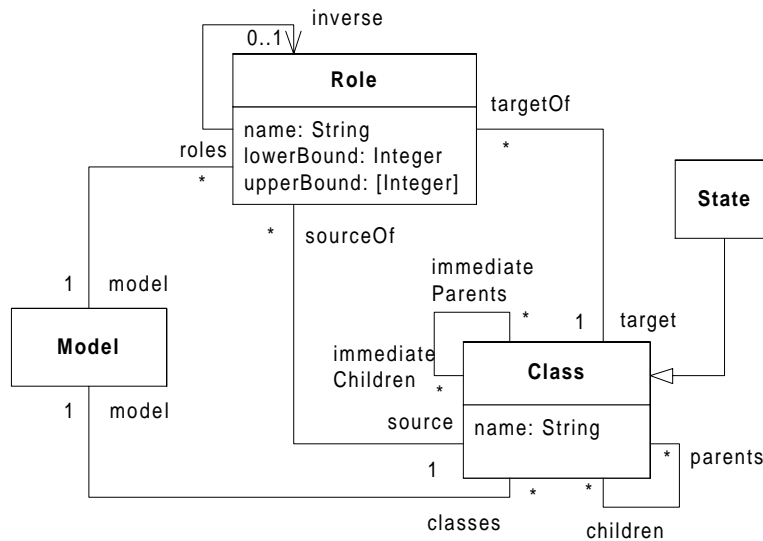 inverse
0..1
Role
name: String
lowerBound: Integer
upperBound: [Integer]
targetOf
*
roles
*
State
*
sourceOf
immediate
Parents
*
1
model
1
target
Model
immediate
Children
*
Class
1
model
source
name: String
*
parents
1
*
*
classes
children